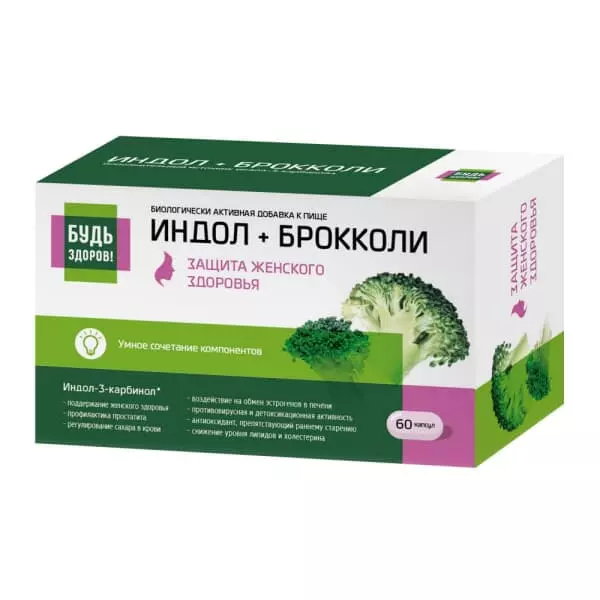 ИНДОЛ + БРОККОЛИ
БИОЛОГИЧЕСКИ АКТИВНАЯ ДОБАВКА К ПИЩЕ
ИНДОЛ + БРОККОЛИ
БУДЬ
ЗДОРОВ!
ЗАЩИТА ЖЕНСКОГО
ЗДОРОВЬЯ
Умное сочетание компонентов
Индол-3-карбинол*
- поддержание женского здоровья
- профилактика простатита
- регулирование сахара в крови
- воздействие на обмен эстрогенов в печени
- противовирусная и детоксикационная активность
- антиоксидант, препятствующий раннему старению
- снижение уровня липидов и холестерина
60 капсул
ЗАЩИТА
ЖЕНСКОГО
ЗДОРОВЬЯ